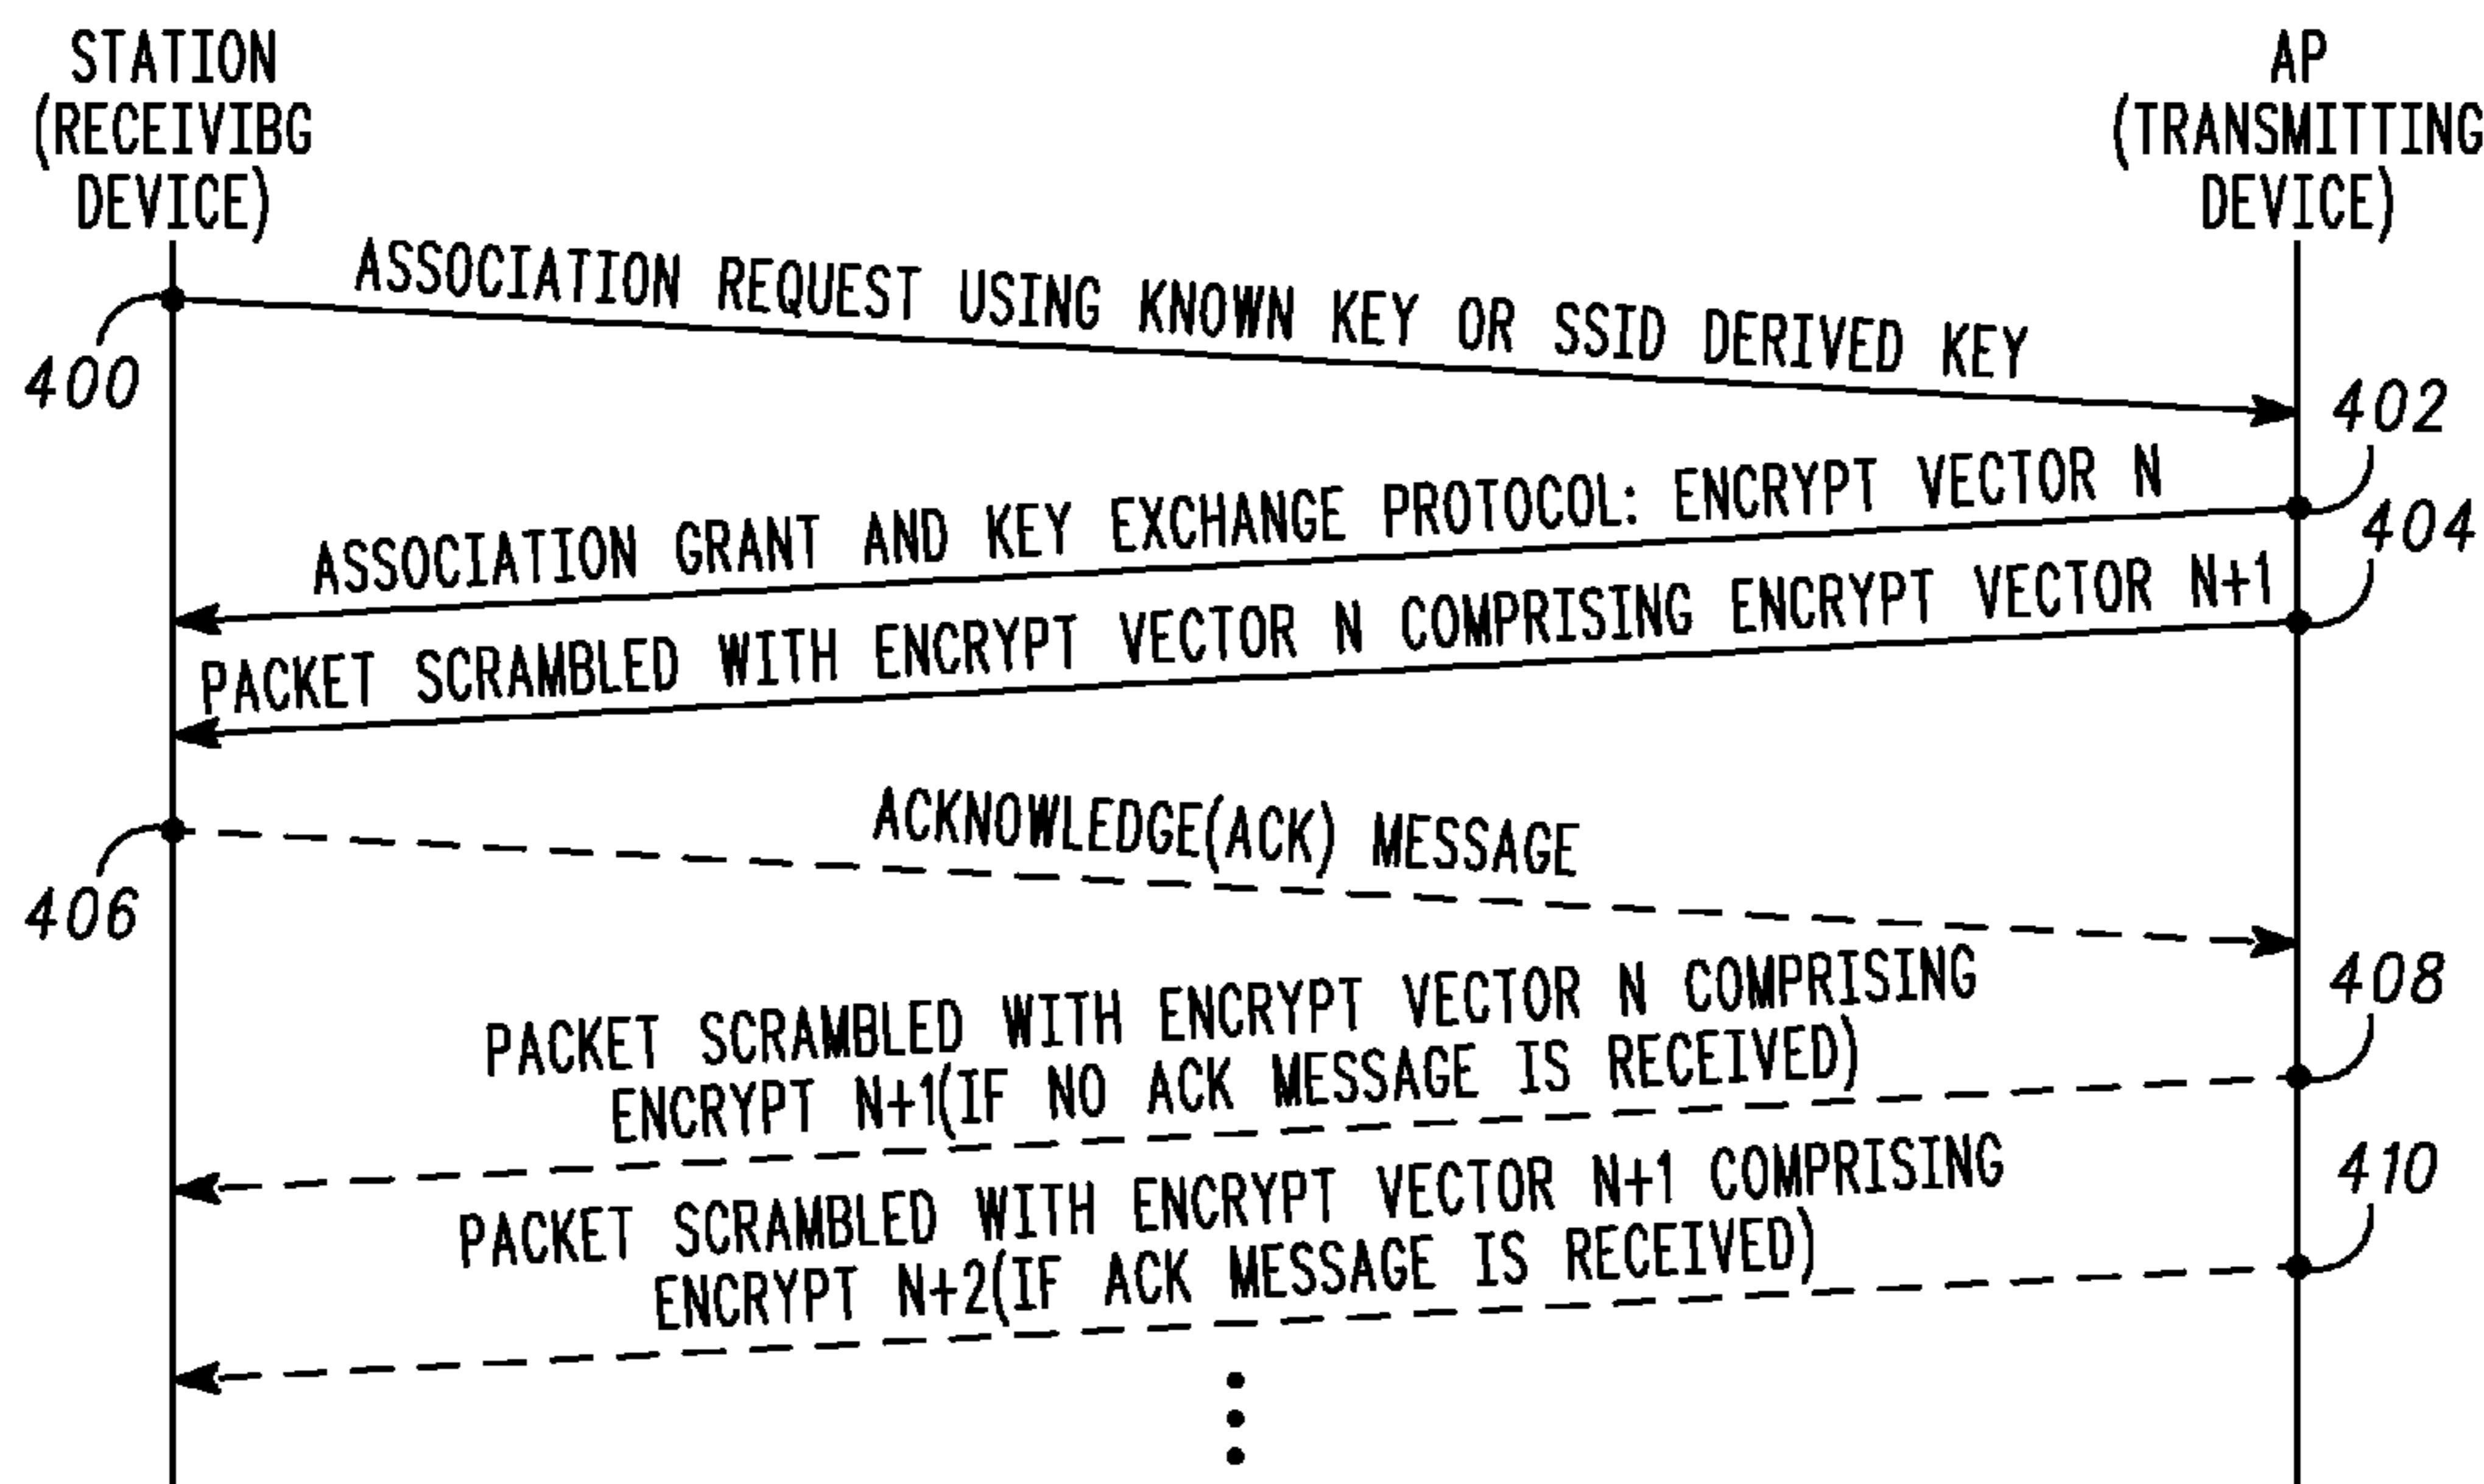 STATION
(RECEIVIBG
DEVICE)
AP
(TRANSMITTING
DEVICE)
ASSOCIATION REQUEST USING KNOWN KEY OR SSID DERIVED KEY
400
402
ASSOCIATION GRANT AND KEY EXCHANGE PROTOCOL: ENCRYPT VECTOR N
404
PACKET SCRAMBLED WITH ENCRYPT VECTOR N COMPRISING ENCRYPT VECTOR N+1
ACKNOWLEDGE(ACK) MESSAGE
406
408
PACKET SCRAMBLED WITH ENCRYPT VECTOR N COMPRISING
ENCRYPT N+1(IF NO ACK MESSAGE IS RECEIVED)
410
PACKET SCRAMBLED WITH ENCRYPT VECTOR N+1 COMPRISING
ENCRYPT N+2(IF ACK MESSAGE IS RECEIVED)